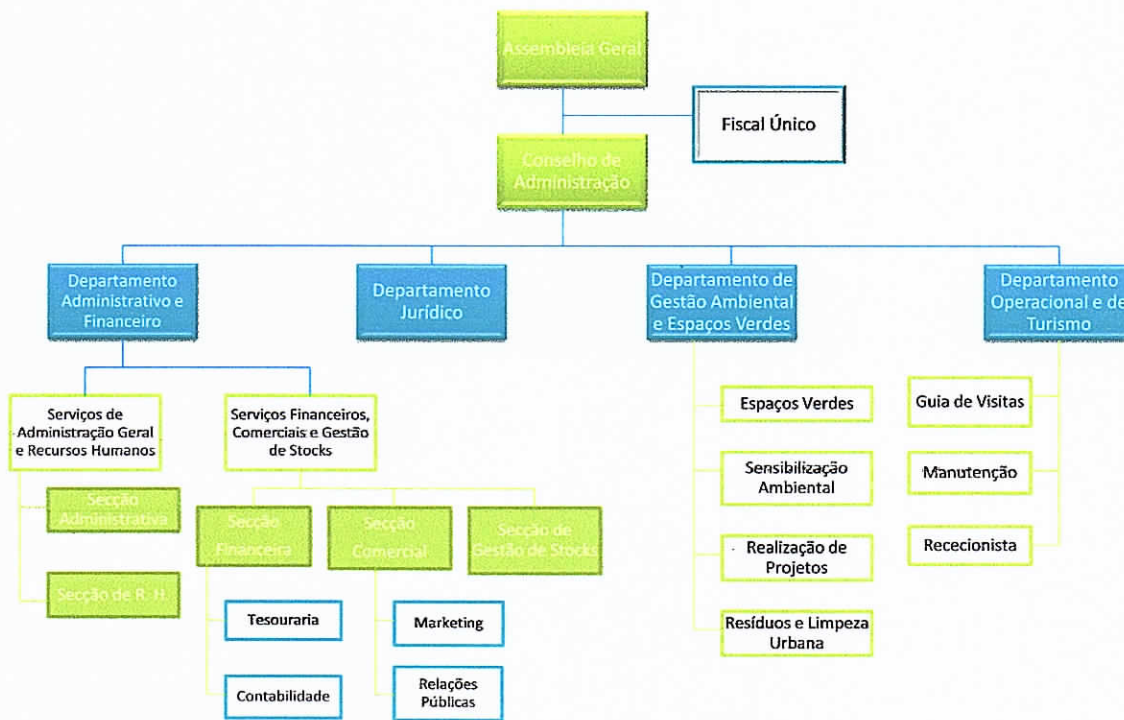 Assembleia Geral
Fiscal Único
Conselho de
Administração
Departamento
Administrativo e
Financeiro
Departamento
Jurídico
Departamento de
Gestão Ambiental
e Espaços Verdes
Departamento
Operacional e de
Turismo
Serviços de
Administração Geral
e Recursos Humanos
Serviços Financeiros,
Comerciais e Gestão
de Stocks
Secção
Administrativa
Secção de R. H.
Secção
Financeira
Secção
Comercial
Secção de
Gestão de Stocks
Tesouraria
Contabilidade
Marketing
Relações
Públicas
Espaços Verdes
Sensibilização
Ambiental
Realização de
Projetos
Resíduos e Limpeza
Urbana
Guia de Visitas
Manutenção
Rececionista